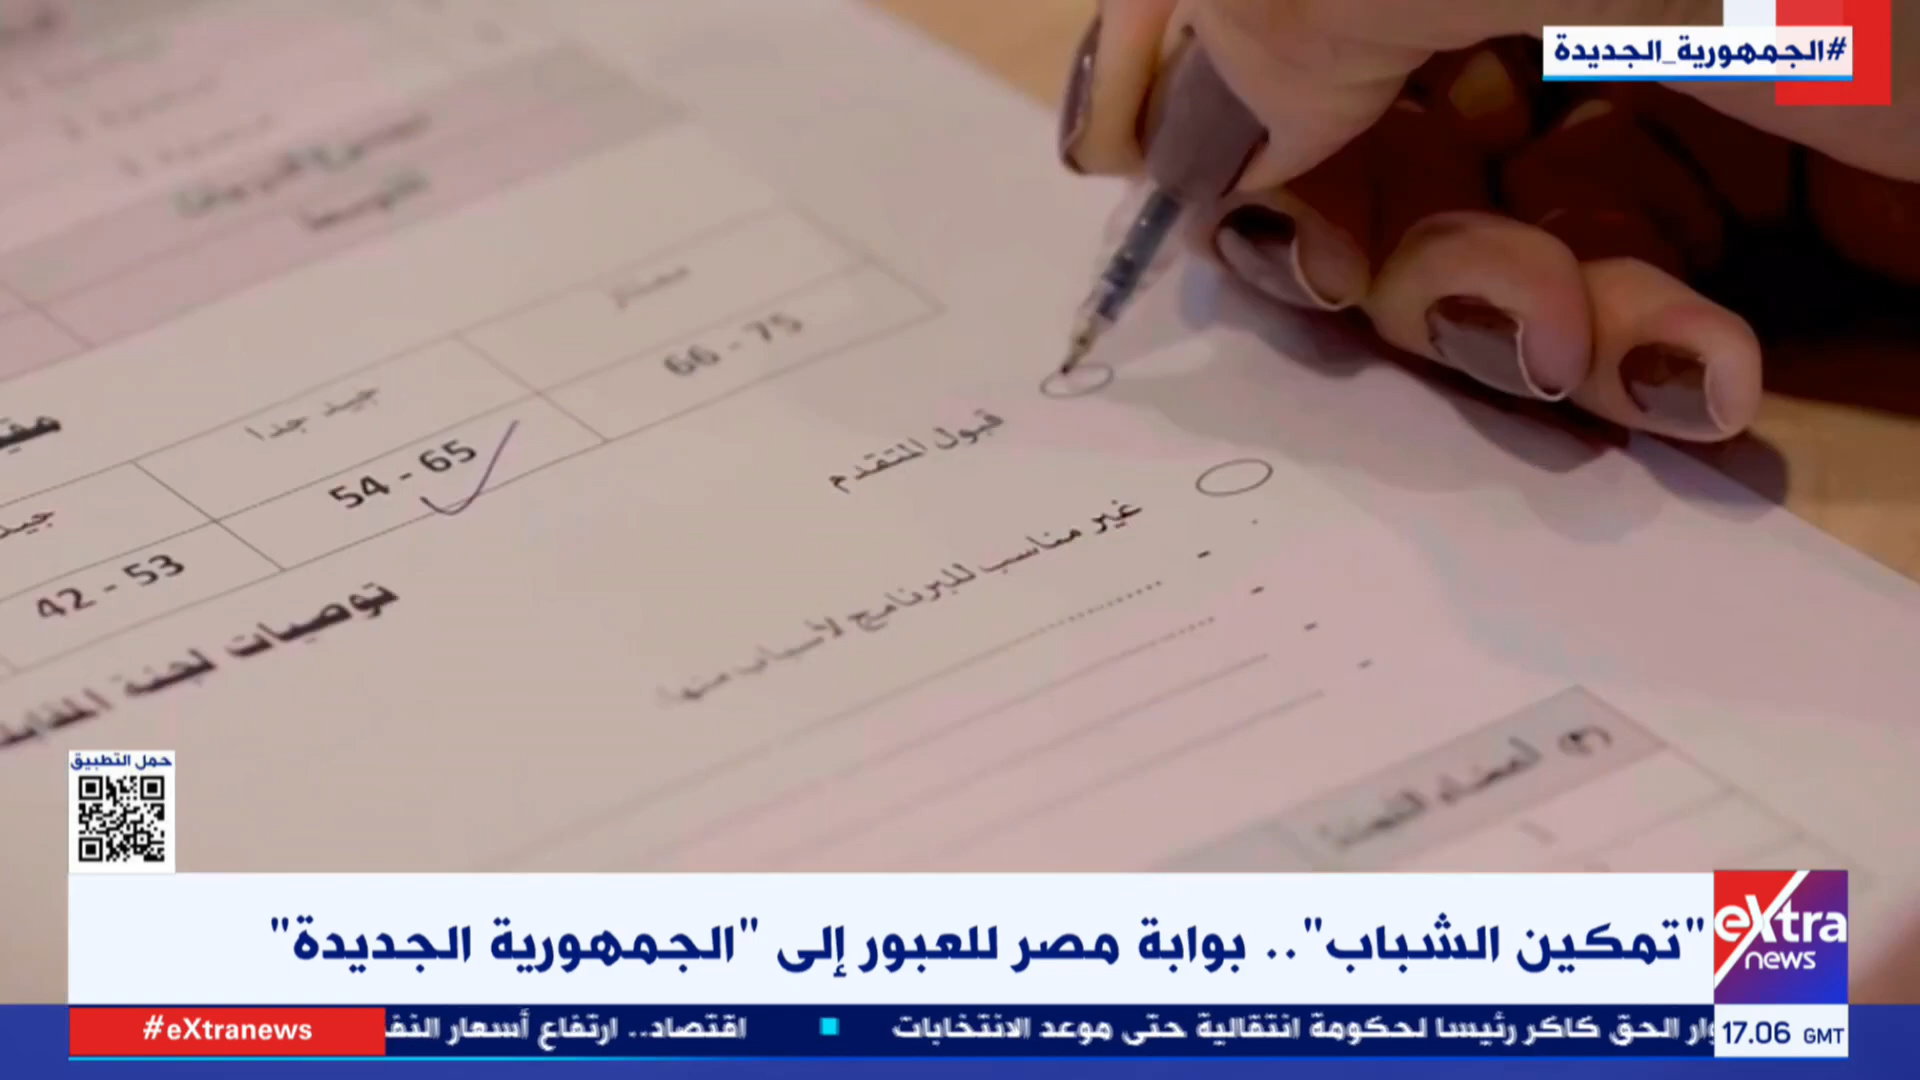 #الجمهورية_الجديدة
ممتاز
66 - 75
جيد جدا
54 - 65
جيد
42 - 53
قبول المتقدم
غير مناسب للبرنامج لأسباب منها:
توصيات لجنة
حمل التطبيق
"تمكين الشباب".. بوابة مصر للعبور إلى "الجمهورية الجديدة"
eXtra
news
الحق كاكر رئيسا لحكومة انتقالية حتى موعد الانتخابات
اقتصاد.. ارتفاع أسعار
#eXtranews
17.06 GMT